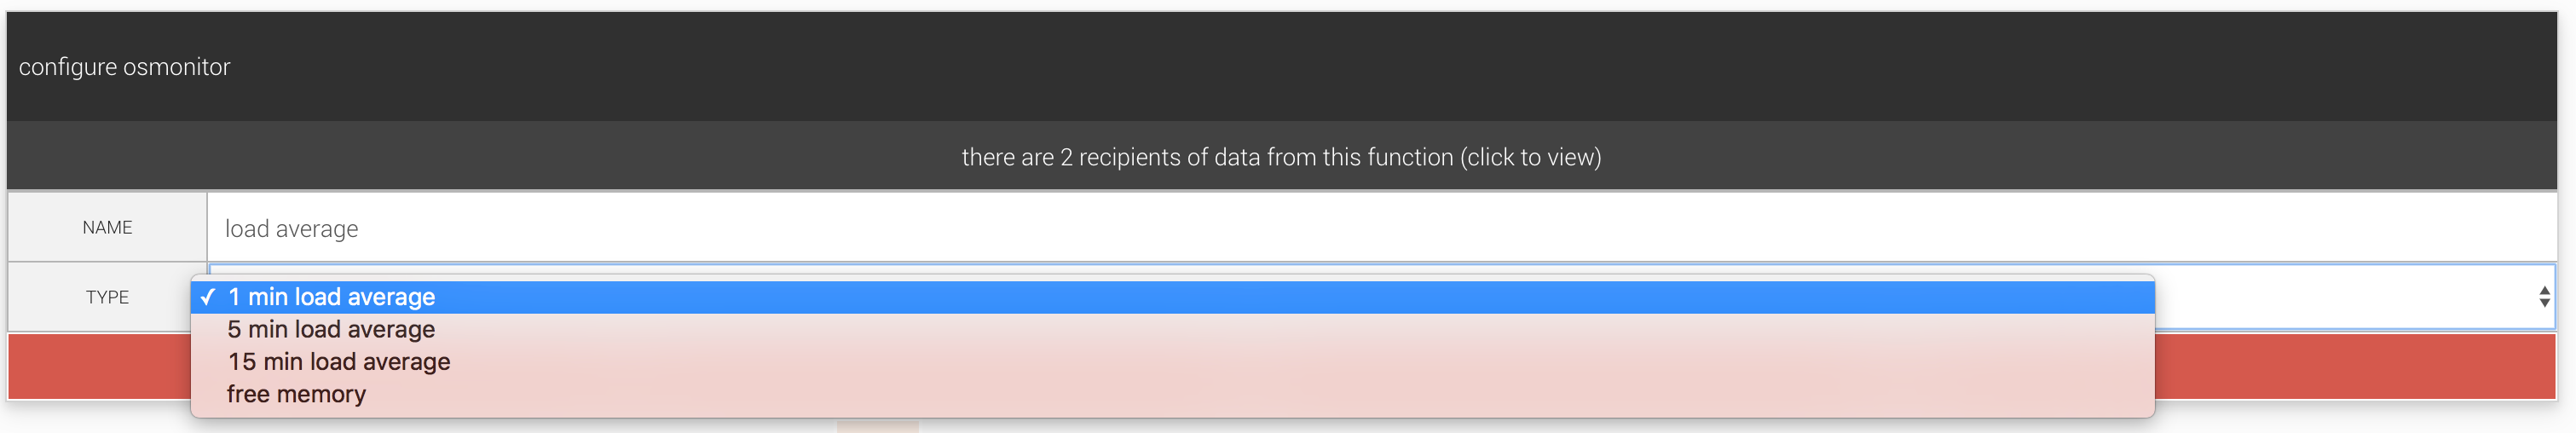 configure osmonitor
there are 2 recipients of data from this function (click to view)
NAME
load average
TYPE
✓ 1 min load average
5 min load average
15 min load average
free memory